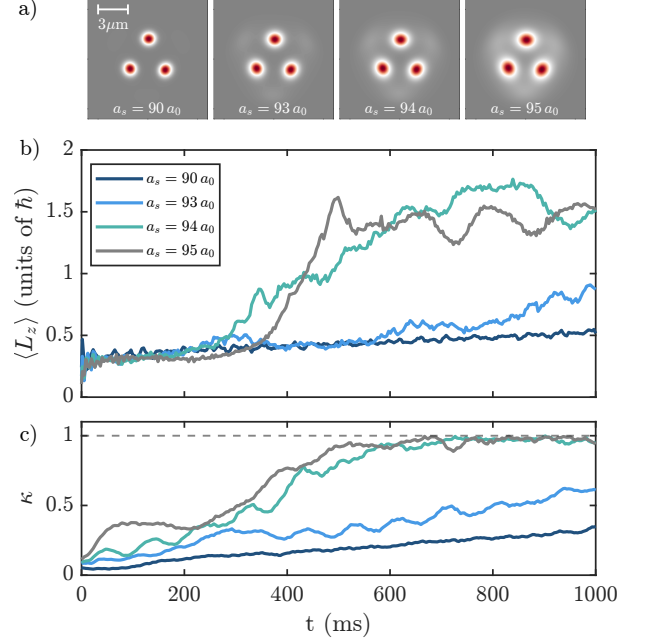 a)
3μm
a_s = 90 a_0
a_s = 93 a_0
a_s = 94 a_0
a_s = 95 a_0
b)
2
1.5
1
0.5
0
⟨L_z⟩ (units of ħ)
a_s = 90 a_0
a_s = 93 a_0
a_s = 94 a_0
a_s = 95 a_0
c)
1
0.5
0
κ
0 200 400 600 800 1000
t (ms)